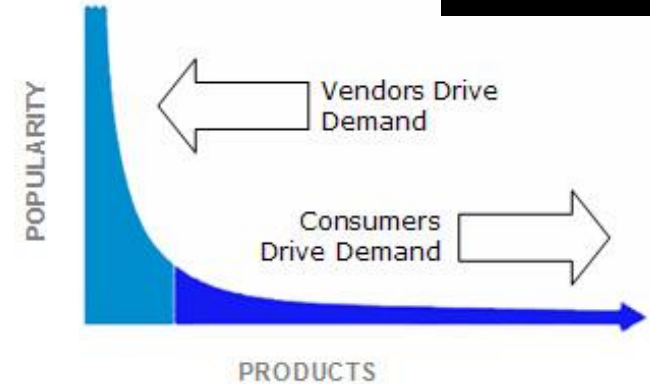 POPULARITY
Vendors Drive
Demand
Consumers
Drive Demand
PRODUCTS